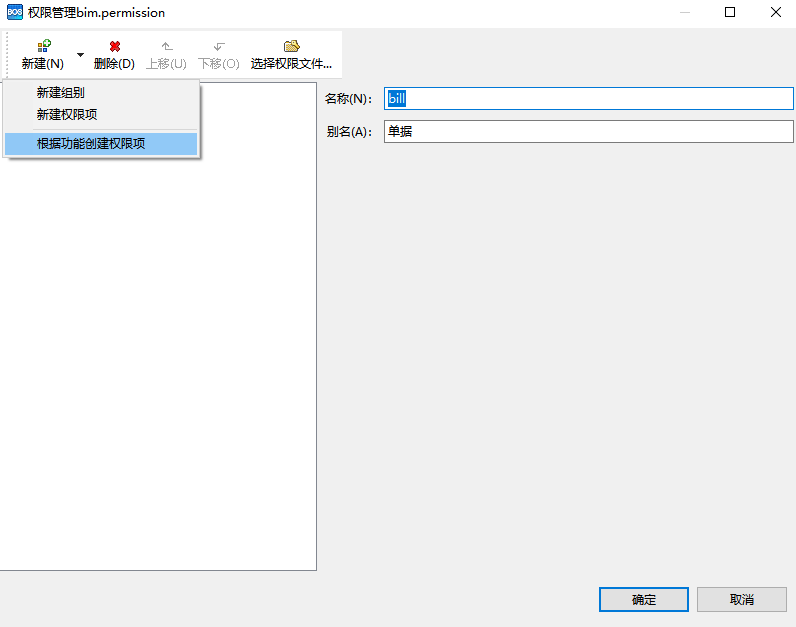 BOS 权限管理bim.permission
新建(N) 删除(D) 上移(U) 下移(O) 选择权限文件...
新建组别
新建权限项
根据功能创建权限项
名称(N): bill
别名(A): 单据
确定 取消